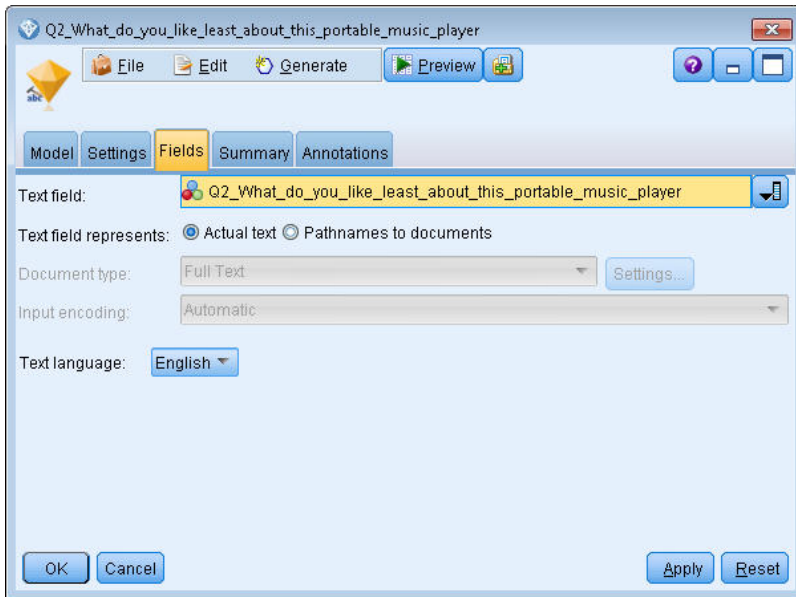 Q2_What_do_you_like_least_about_this_portable_music_player
File Edit Generate Preview
abc
Model Settings Fields Summary Annotations
Text field: Q2_What_do_you_like_least_about_this_portable_music_player
Text field represents: Actual text Pathnames to documents
Document type: Full Text Settings...
Input encoding: Automatic
Text language: English
OK Cancel Apply Reset